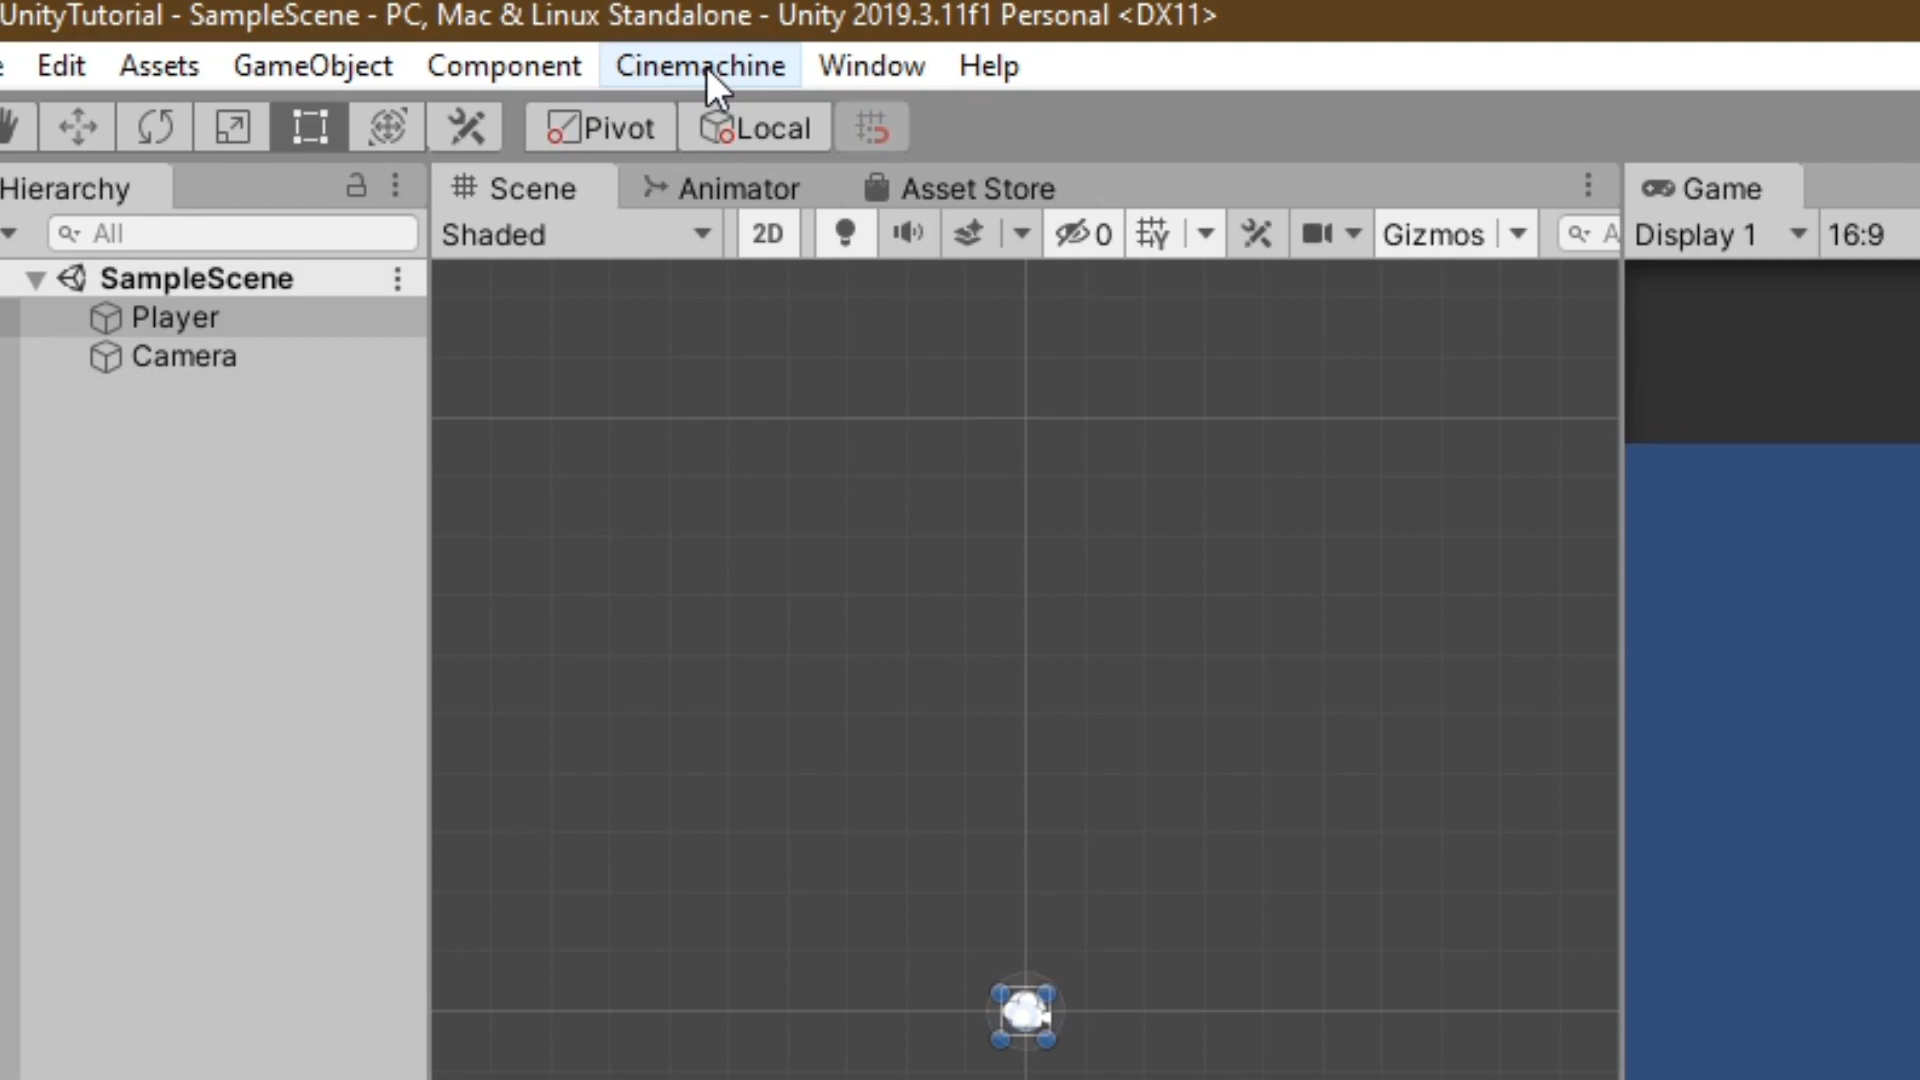 UnityTutorial - SampleScene - PC, Mac & Linux Standalone - Unity 2019.3.11f1 Personal <DX11>
Edit Assets GameObject Component Cinemachine Window Help
Pivot Local
Hierarchy Scene Animator Asset Store Game
All Shaded 2D 0 Gizmos A Display 1 16:9
SampleScene
Player
Camera